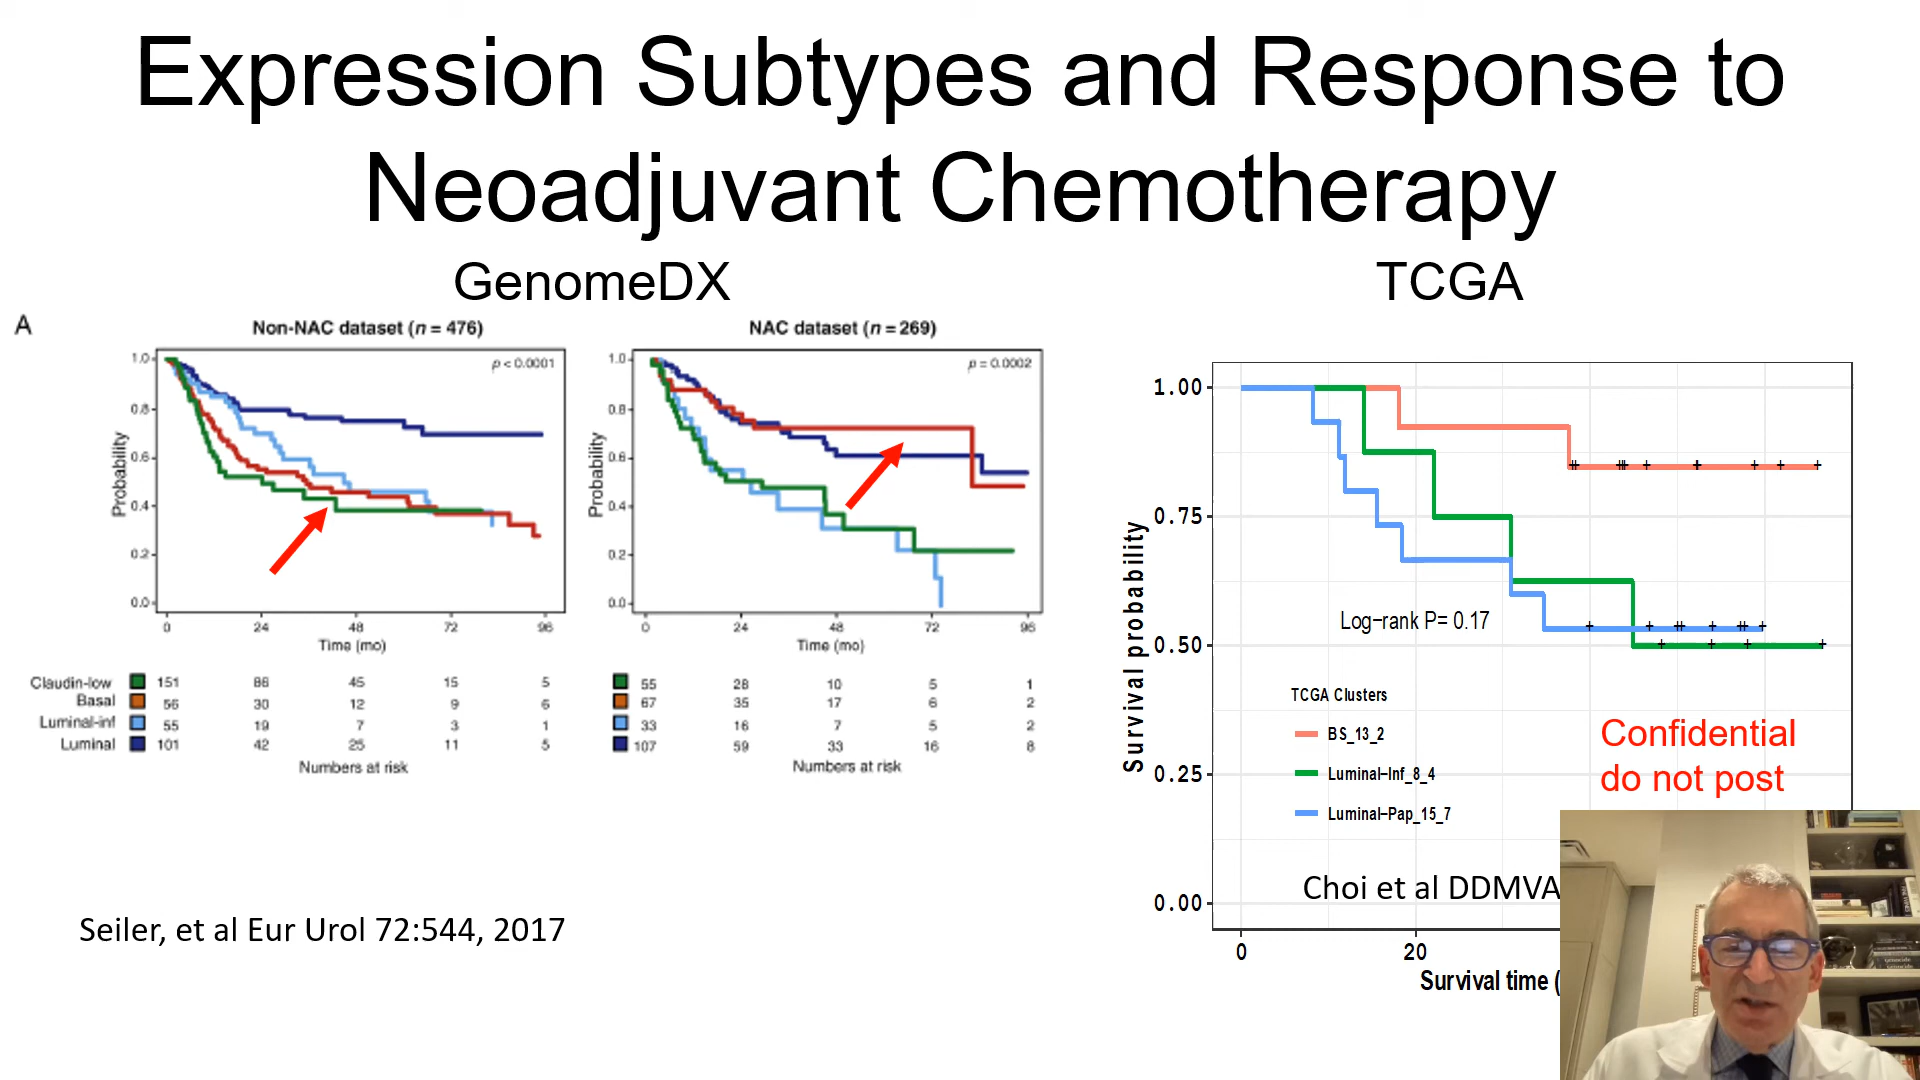 Expression Subtypes and Response to
Neoadjuvant Chemotherapy
GenomeDX
TCGA
A
Non-NAC dataset (n = 476)
p < 0.0001
1.0
0.8
0.6
0.4
0.2
0.0
Probability
0 24 48 72 96
Time (mo)
NAC dataset (n = 269)
p = 0.0002
1.0
0.8
0.6
0.4
0.2
0.0
Probability
0 24 48 72 96
Time (mo)
Claudin-low 151 86 45 15 5
Basal 56 30 12 9 6
Luminal-inf 55 19 7 3 1
Luminal 101 42 25 11 5
Numbers at risk
55 28 10 5 1
67 35 17 6 2
33 16 7 5 2
107 59 33 16 8
Numbers at risk
1.00
0.75
0.50
0.25
0.00
Survival probability
Log-rank P= 0.17
TCGA Clusters
BS_13_2
Luminal-Inf_8_4
Luminal-Pap_15_7
Confidential
do not post
Choi et al DDMVA
0 20
Survival time (
Seiler, et al Eur Urol 72:544, 2017